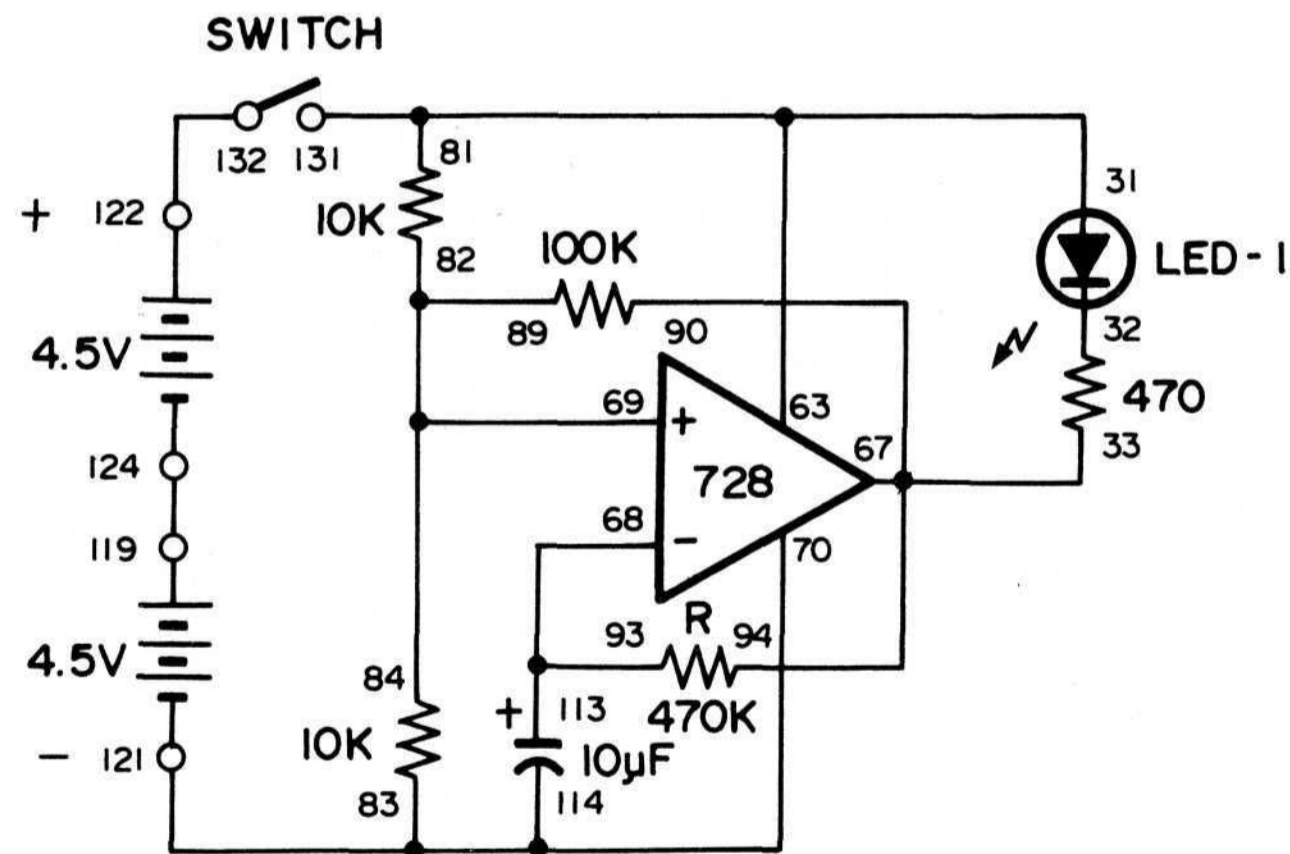 SWITCH
132 131
81
+ 122
10K
31
82
100K
LED-1
89 90
32
4.5V
69
+
63
470
33
67
728
124
68
-
70
119
R
93 94
4.5V
84
470K
+ 113
10K
10µF
- 121
83
114